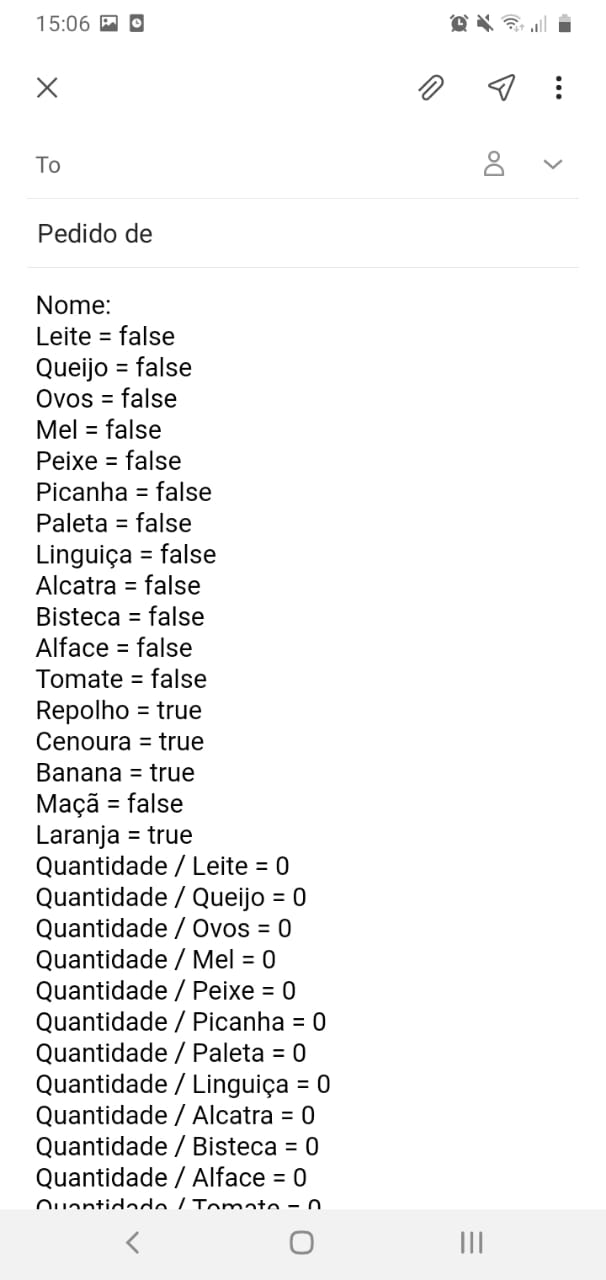 15:06
To
Pedido de
Nome:
Leite = false
Queijo = false
Ovos = false
Mel = false
Peixe = false
Picanha = false
Paleta = false
Linguiça = false
Alcatra = false
Bisteca = false
Alface = false
Tomate = false
Repolho = true
Cenoura = true
Banana = true
Maçã = false
Laranja = true
Quantidade / Leite = 0
Quantidade / Queijo = 0
Quantidade / Ovos = 0
Quantidade / Mel = 0
Quantidade / Peixe = 0
Quantidade / Picanha = 0
Quantidade / Paleta = 0
Quantidade / Linguiça = 0
Quantidade / Alcatra = 0
Quantidade / Bisteca = 0
Quantidade / Alface = 0
Quantidade / Tomate = 0